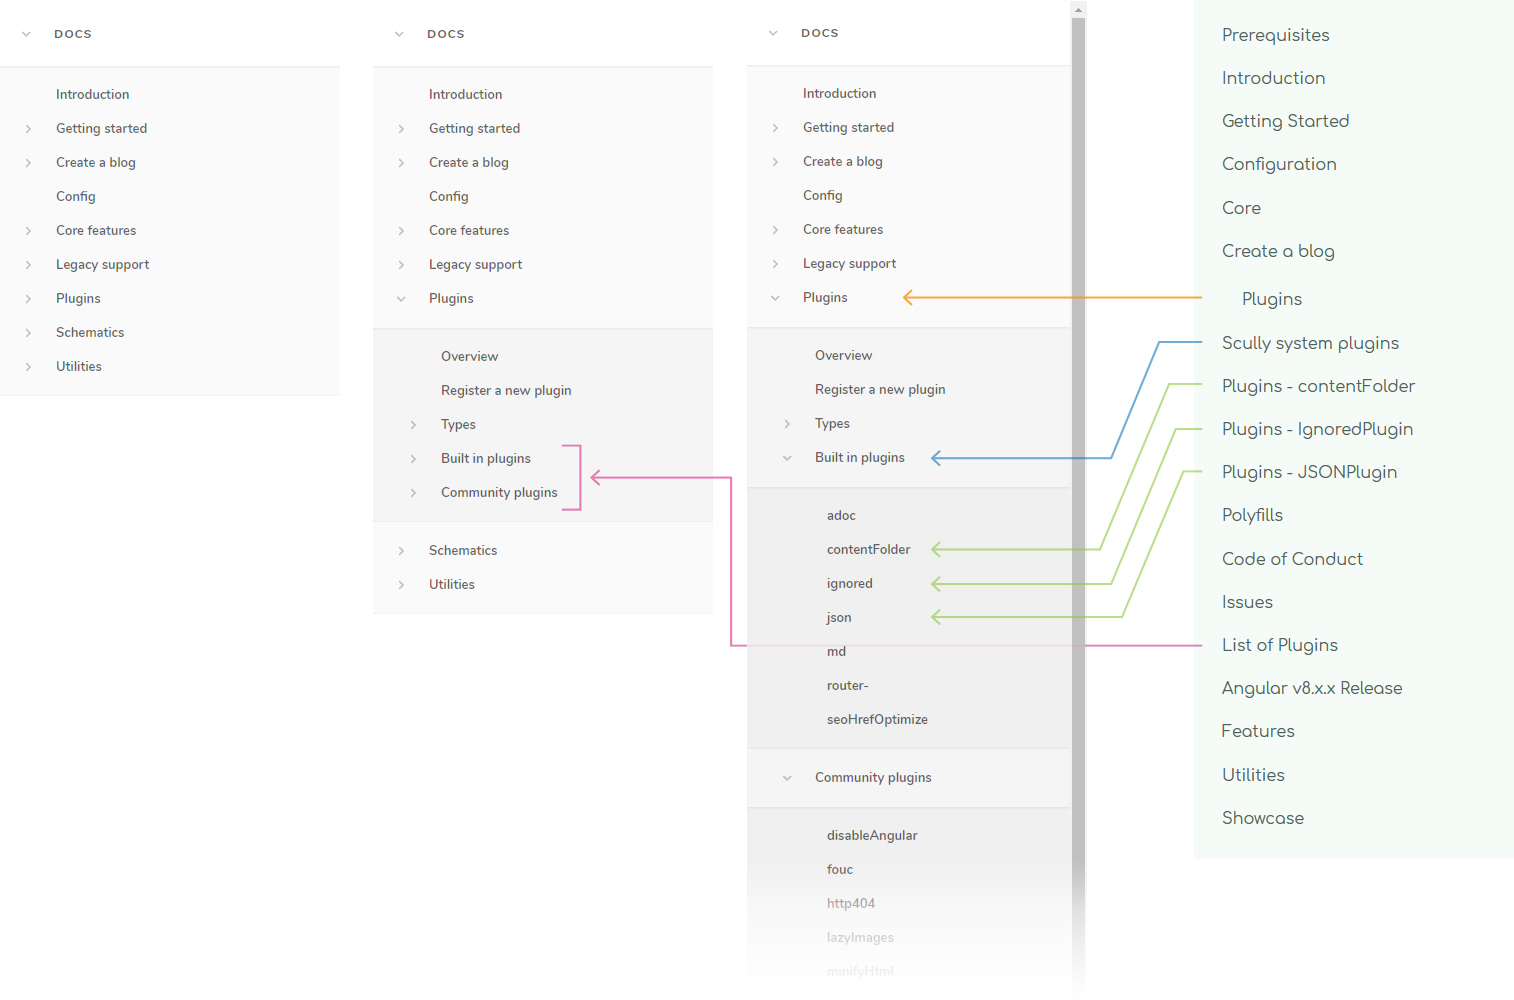 DOCS
Introduction
Getting started
Create a blog
Config
Core features
Legacy support
Plugins
Schematics
Utilities
DOCS
Introduction
Getting started
Create a blog
Config
Core features
Legacy support
Plugins
Overview
Register a new plugin
Types
Built in plugins
Community plugins
Schematics
Utilities
DOCS
Introduction
Getting started
Create a blog
Config
Core features
Legacy support
Plugins
Overview
Register a new plugin
Types
Built in plugins
adoc
contentFolder
ignored
json
md
router-
seoHrefOptimize
Community plugins
disableAngular
fouc
http404
lazyImages
minifyHtml
Prerequisites
Introduction
Getting Started
Configuration
Core
Create a blog
Plugins
Scully system plugins
Plugins - contentFolder
Plugins - IgnoredPlugin
Plugins - JSONPlugin
Polyfills
Code of Conduct
Issues
List of Plugins
Angular v8.x.x Release
Features
Utilities
Showcase